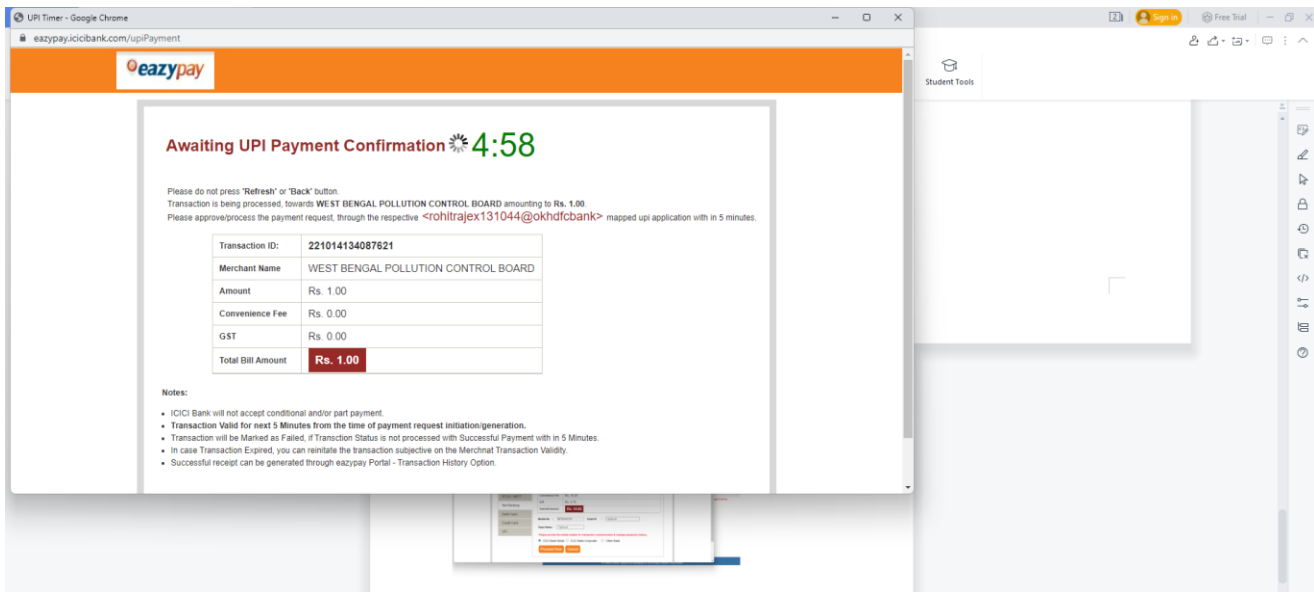 UPI Timer - Google Chrome
2
Sign in
Free Trial
eazypay.icicibank.com/upiPayment
eazypay
Student Tools
Awaiting UPI Payment Confirmation 4:58
Please do not press 'Refresh' or 'Back' button.
Transaction is being processed, towards WEST BENGAL POLLUTION CONTROL BOARD amounting to Rs. 1.00.
Please approve/process the payment request, through the respective <rohitrajex131044@okhdfcbank> mapped upi application with in 5 minutes.
Transaction ID: 221014134087621
Merchant Name WEST BENGAL POLLUTION CONTROL BOARD
Amount Rs. 1.00
Convenience Fee Rs. 0.00
GST Rs. 0.00
Total Bill Amount Rs. 1.00
Notes:
ICICI Bank will not accept conditional and/or part payment.
Transaction Valid for next 5 Minutes from the time of payment request initiation/generation.
Transaction will be Marked as Failed, if Transction Status is not processed with Successful Payment with in 5 Minutes.
In case Transaction Expired, you can reinitate the transaction subjective on the Merchnat Transaction Validity.
Successful receipt can be generated through eazypay Portal - Transaction History Option.